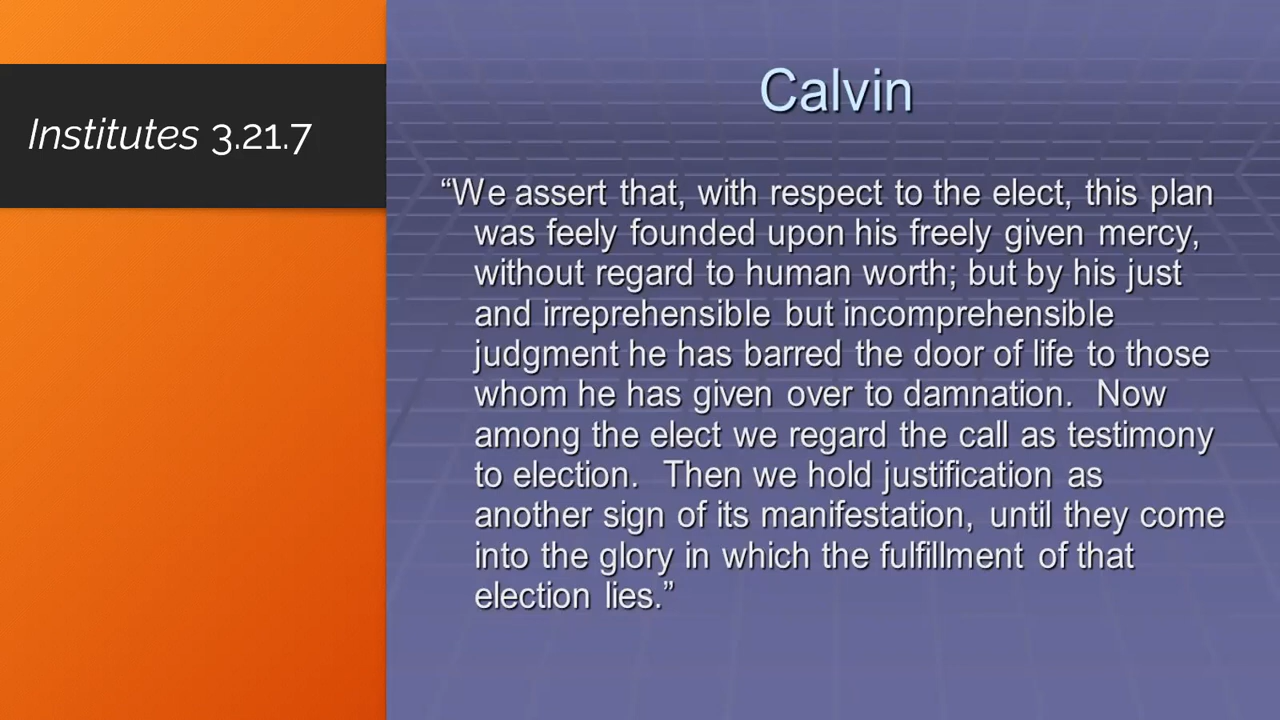 Institutes 3.21.7
Calvin
“We assert that, with respect to the elect, this plan
was feely founded upon his freely given mercy,
without regard to human worth; but by his just
and irreprehensible but incomprehensible
judgment he has barred the door of life to those
whom he has given over to damnation.  Now
among the elect we regard the call as testimony
to election.  Then we hold justification as
another sign of its manifestation, until they come
into the glory in which the fulfillment of that
election lies.”